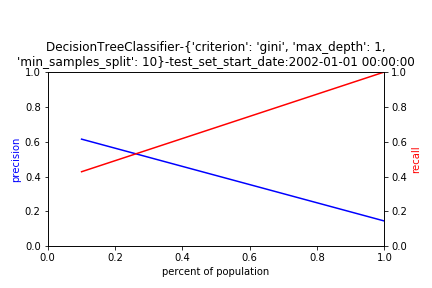 DecisionTreeClassifier-{'criterion': 'gini', 'max_depth': 1,
'min_samples_split': 10}-test_set_start_date:2002-01-01 00:00:00
1.0
0.8
0.6
0.4
0.2
0.0
precision
1.0
0.8
0.6
0.4
0.2
0.0
recall
0.0 0.2 0.4 0.6 0.8 1.0
percent of population